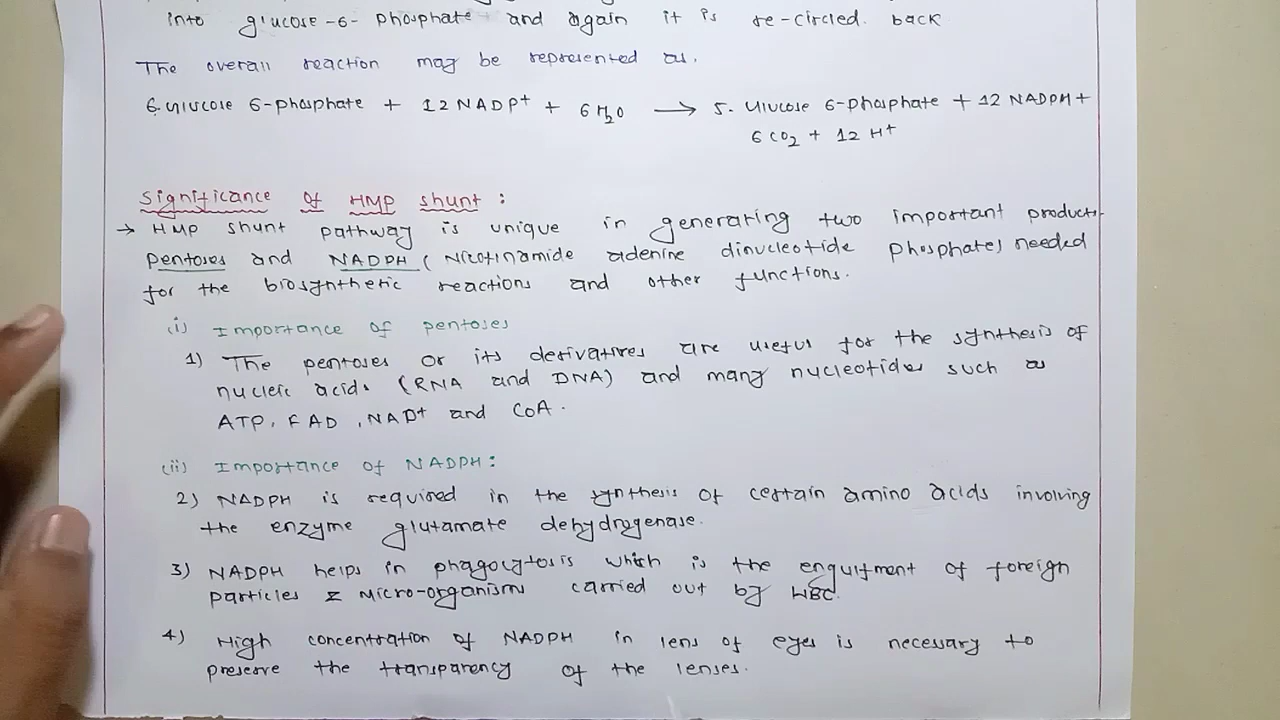 into glucose-6- phosphate and again it is re-circled. back
The overall reaction may be represented as.
6. Glucose 6-phosphate + 12 NADP+ + 6 H2O → 5. Glucose 6-phosphate + 12 NADPH +
6 CO2 + 12 H+
Significance of HMP shunt :
→ HMP shunt pathway is unique in generating two important products
pentoses and NADPH ( Nicotinamide adenine dinucleotide phosphate) needed
for the biosynthetic reactions and other functions.
(i) Importance of pentoses
1) The pentoses or its derivatives are useful for the synthesis of
nucleic acids (RNA and DNA) and many nucleotides such as
ATP, FAD , NAD+ and CoA.
(ii) Importance of NADPH:
2) NADPH is required in the synthesis of certain amino acids involving
the enzyme glutamate dehydrogenase.
3) NADPH helps in phagocytosis which is the engulfment of foreign
particles & Micro-organisms carried out by WBC.
4) High concentration of NADPH in lens of eyes is necessary to
preserve the transparency of the lenses.